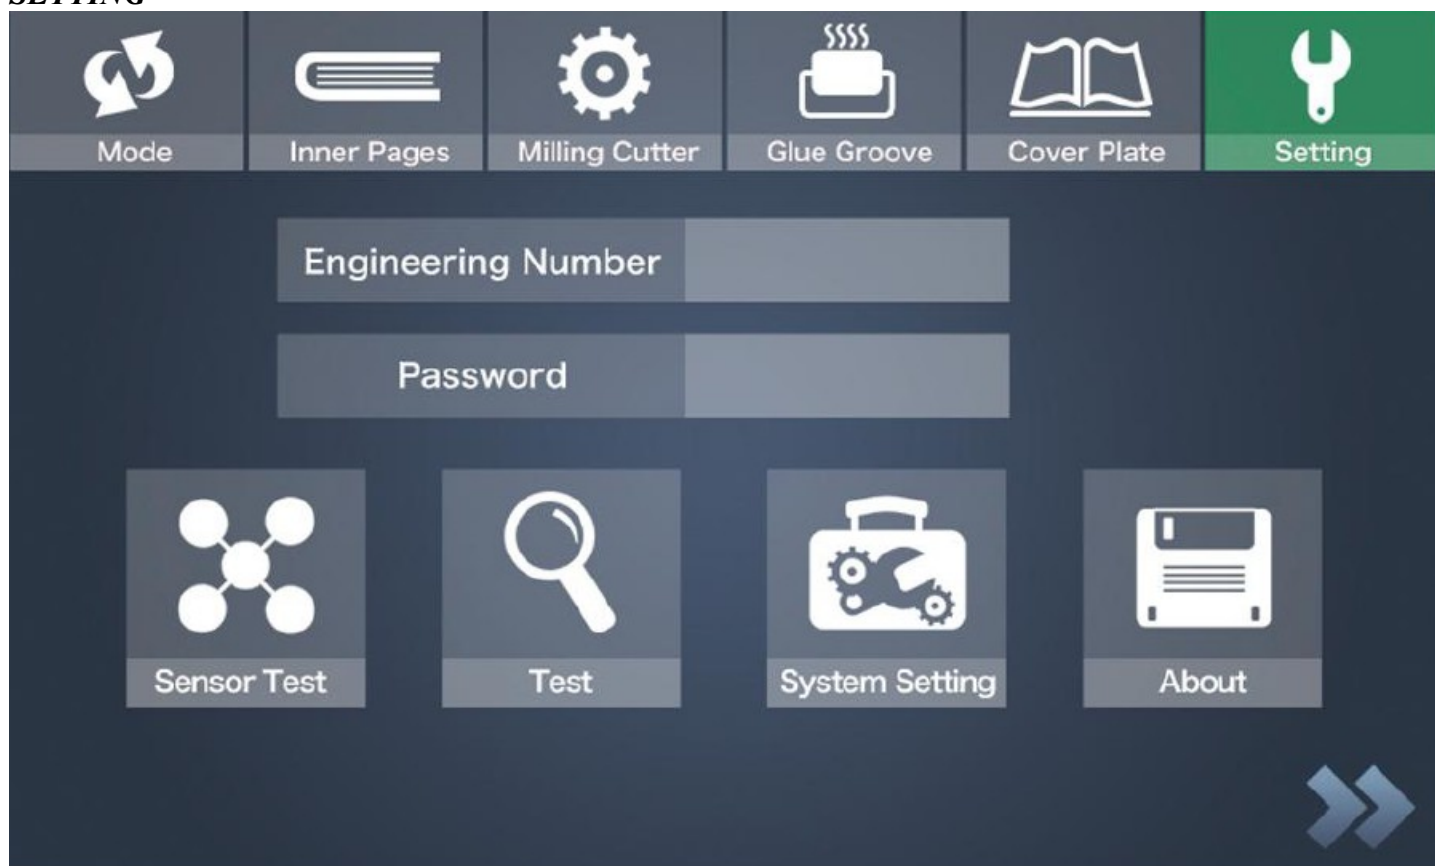 SETTING
Mode Inner Pages Milling Cutter Glue Groove Cover Plate Setting
Engineering Number
Password
Sensor Test Test System Setting About